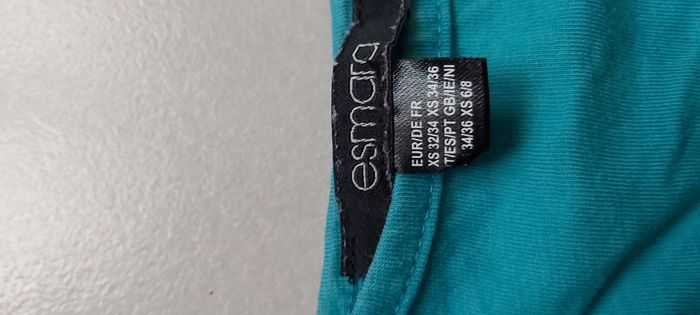 esmara
EUR/DE FR
XS 32/34 XS 34/36
T/ES/PT GB/IE/NI
34/36 XS 6/8